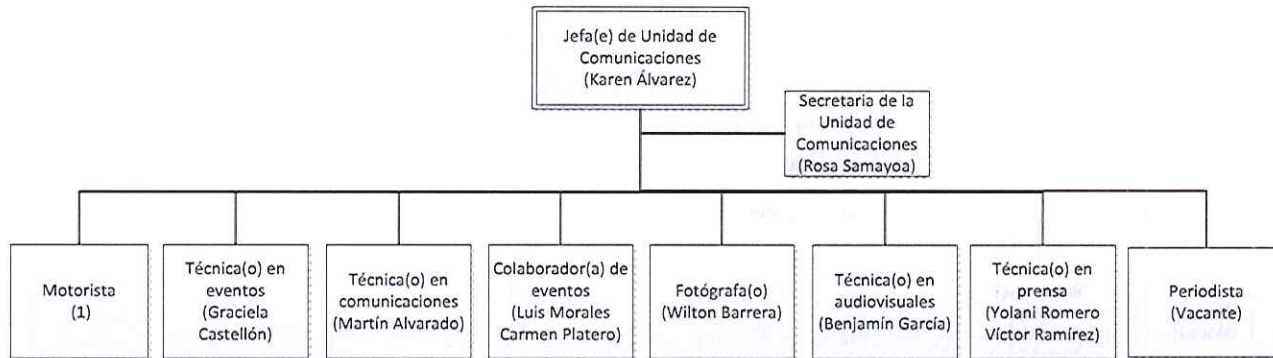 Jefa(e) de Unidad de
Comunicaciones
(Karen Álvarez)
Secretaria de la
Unidad de
Comunicaciones
(Rosa Samayoa)
Motorista
(1)
Técnica(o) en
eventos
(Graciela
Castellón)
Técnica(o) en
comunicaciones
(Martín Alvarado)
Colaborador(a) de
eventos
(Luis Morales
Carmen Platero)
Fotógrafa(o)
(Wilton Barrera)
Técnica(o) en
audiovisuales
(Benjamín García)
Técnica(o) en
prensa
(Yolani Romero
Víctor Ramírez)
Periodista
(Vacante)